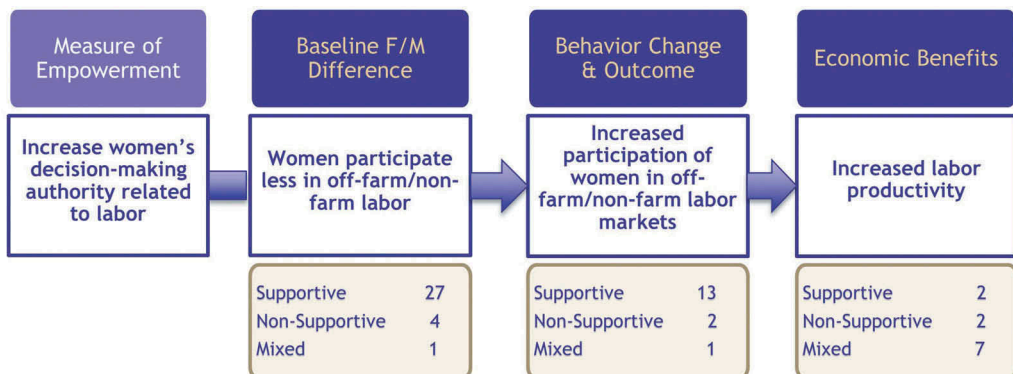 Measure of
Empowerment
Baseline F/M
Difference
Behavior Change
& Outcome
Economic Benefits
Increase women's
decision-making
authority related
to labor
Women participate
less in off-farm/non-
farm labor
Increased
participation of
women in off-
farm/non-farm labor
markets
Increased labor
productivity
Supportive 27
Non-Supportive 4
Mixed 1
Supportive 13
Non-Supportive 2
Mixed 1
Supportive 2
Non-Supportive 2
Mixed 7